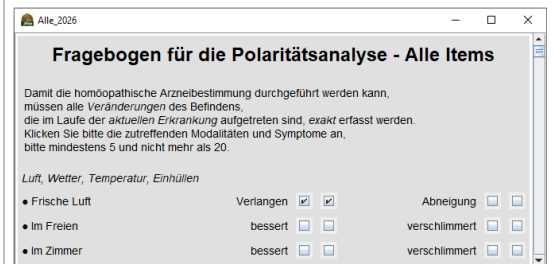 Alle_2026
Fragebogen für die Polaritätsanalyse - Alle Items
Damit die homöopathische Arzneibestimmung durchgeführt werden kann,
müssen alle Veränderungen des Befindens,
die im Laufe der aktuellen Erkrankung aufgetreten sind, exakt erfasst werden.
Klicken Sie bitte die zutreffenden Modalitäten und Symptome an,
bitte mindestens 5 und nicht mehr als 20.
Luft, Wetter, Temperatur, Einhüllen
● Frische Luft Verlangen Abneigung
● Im Freien bessert verschlimmert
● Im Zimmer bessert verschlimmert